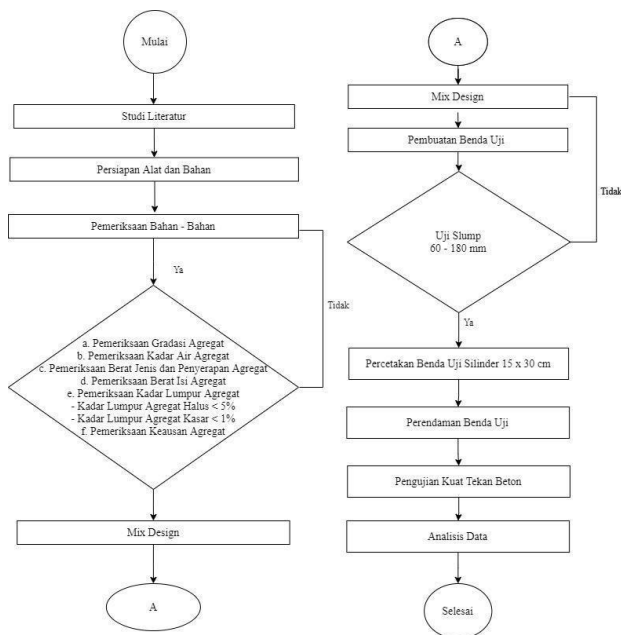 Mulai
Studi Literatur
Persiapan Alat dan Bahan
Pemeriksaan Bahan - Bahan
Ya
Tidak
a. Pemeriksaan Gradasi Agregat
b. Pemeriksaan Kadar Air Agregat
c. Pemeriksaan Berat Jenis dan Penyerapan Agregat
d. Pemeriksaan Berat Isi Agregat
e. Pemeriksaan Kadar Lumpur Agregat
- Kadar Lumpur Agregat Halus < 5%
- Kadar Lumpur Agregat Kasar < 1%
f. Pemeriksaan Keausan Agregat
Mix Design
A
A
Mix Design
Pembuatan Benda Uji
Tidak
Uji Slump
60 - 180 mm
Ya
Percetakan Benda Uji Silinder 15 x 30 cm
Perendaman Benda Uji
Pengujian Kuat Tekan Beton
Analisis Data
Selesai